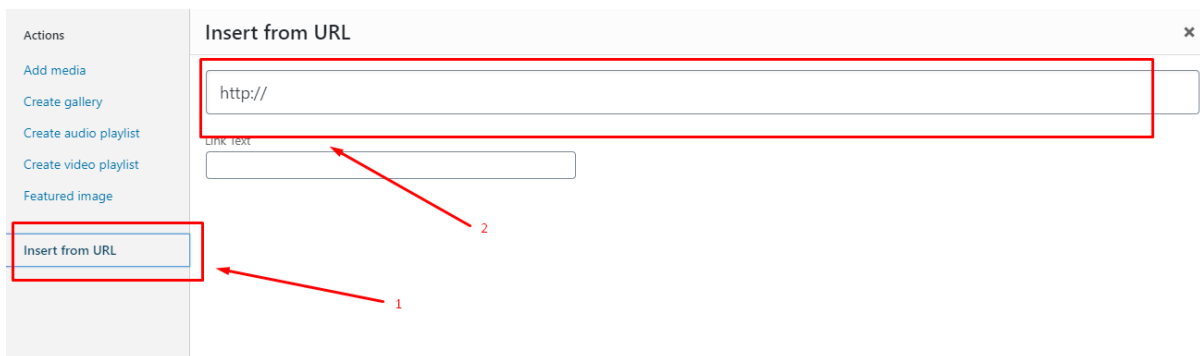 Actions
Insert from URL
Add media
http://
Create gallery
Create audio playlist
Link Text
Create video playlist
Featured image
2
Insert from URL
1